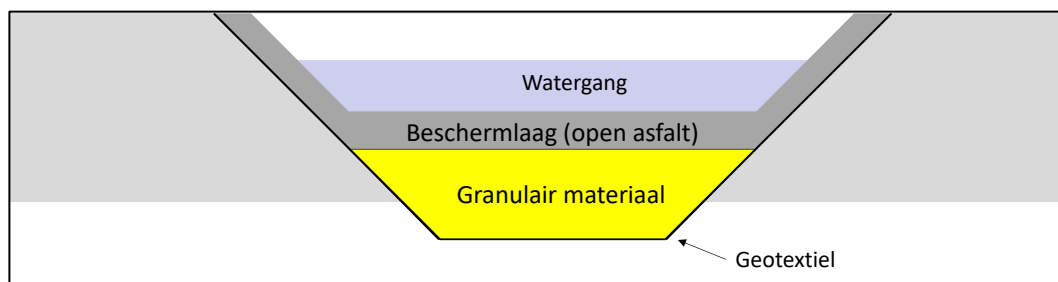 Watergang
Beschermlaag (open asfalt)
Granulair materiaal
Geotextiel